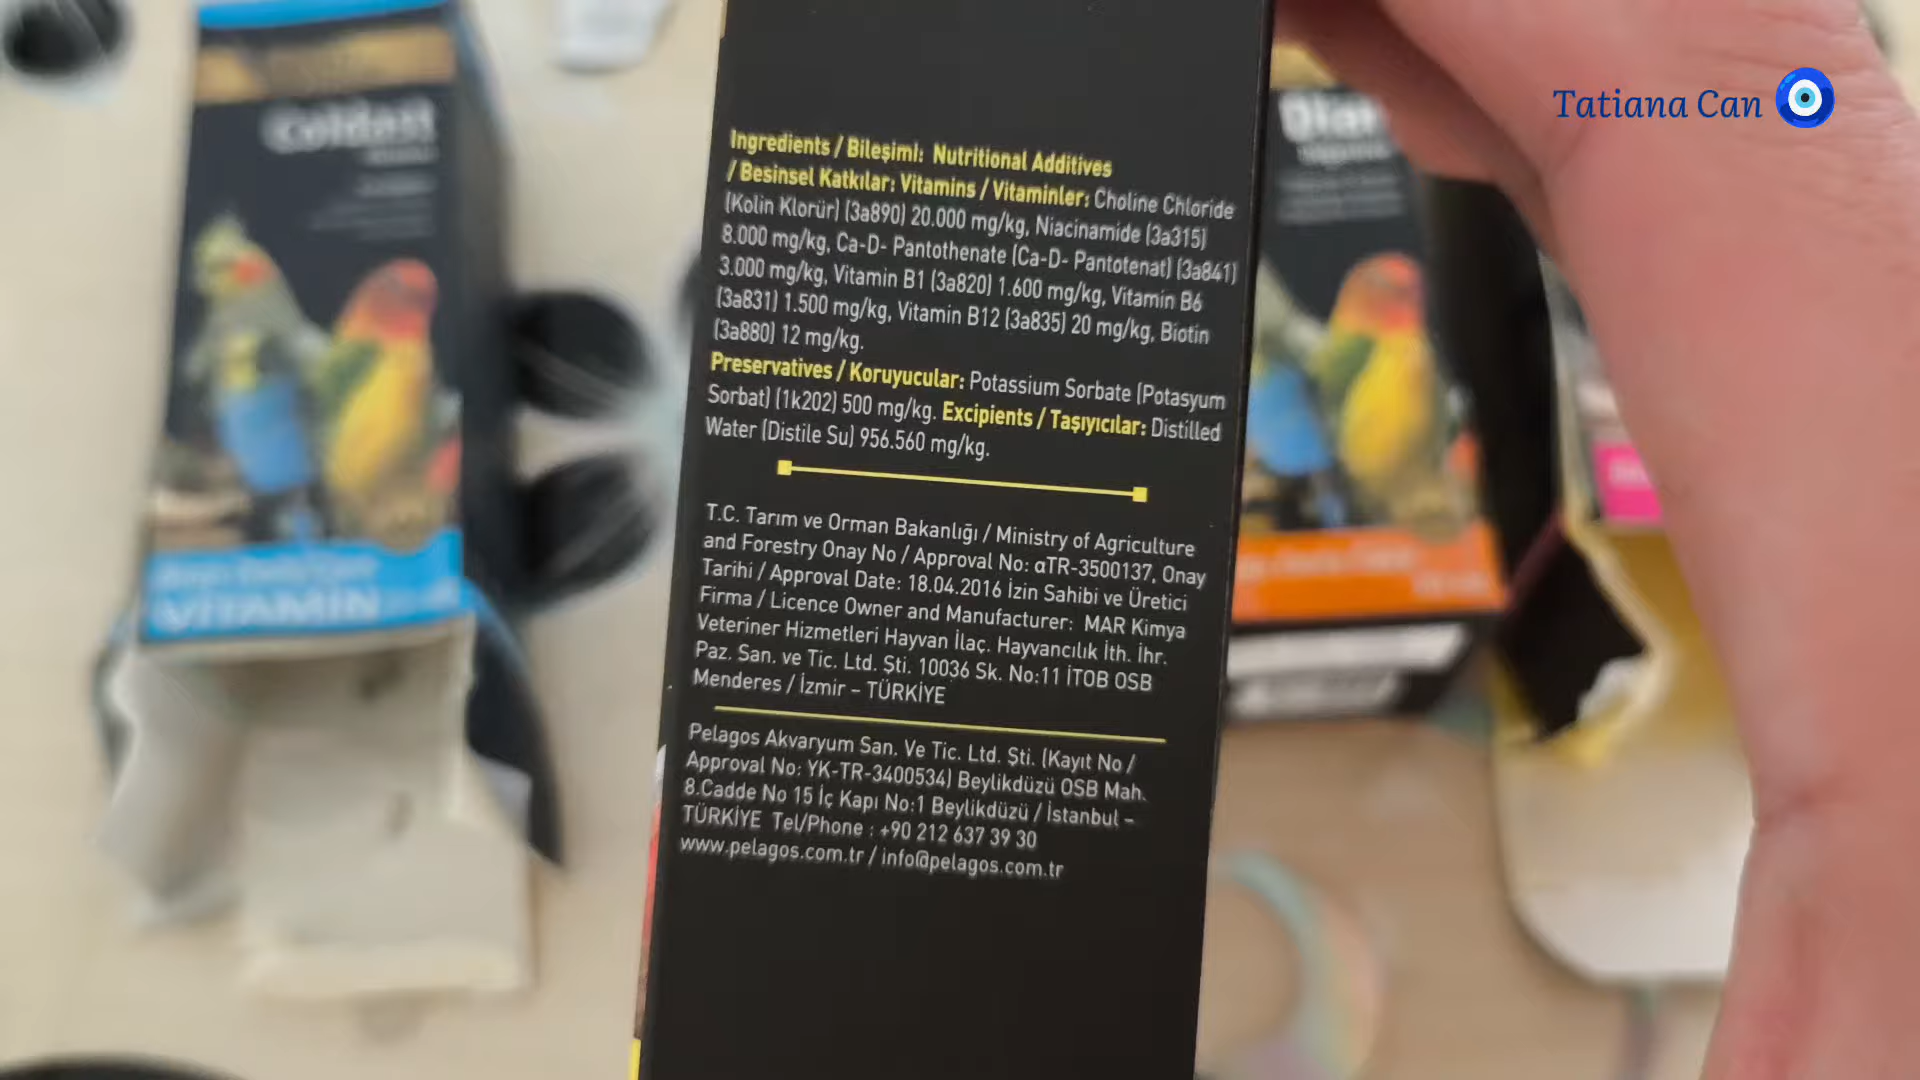 Tatiana Can
Ingredients / Bileşimi: Nutritional Additives
/ Besinsel Katkılar: Vitamins / Vitaminler: Choline Chloride
(Kolin Klorür) (3a890) 20.000 mg/kg, Niacinamide (3a315)
8.000 mg/kg, Ca-D- Pantothenate (Ca-D- Pantotenat) (3a841)
3.000 mg/kg, Vitamin B1 (3a820) 1.600 mg/kg, Vitamin B6
(3a831) 1.500 mg/kg, Vitamin B12 (3a835) 20 mg/kg, Biotin
(3a880) 12 mg/kg.
Preservatives / Koruyucular: Potassium Sorbate (Potasyum
Sorbat) (1k202) 500 mg/kg. Excipients / Taşıyıcılar: Distilled
Water (Distile Su) 956.560 mg/kg.
T.C. Tarım ve Orman Bakanlığı / Ministry of Agriculture
and Forestry Onay No / Approval No: αTR-3500137, Onay
Tarihi / Approval Date: 18.04.2016 İzin Sahibi ve Üretici
Firma / Licence Owner and Manufacturer: MAR Kimya
Veteriner Hizmetleri Hayvan İlaç. Hayvancılık İth. İhr.
Paz. San. ve Tic. Ltd. Şti. 10036 Sk. No:11 İTOB OSB
Menderes / İzmir – TÜRKİYE
Pelagos Akvaryum San. Ve Tic. Ltd. Şti. (Kayıt No /
Approval No: YK-TR-3400534) Beylikdüzü OSB Mah.
8.Cadde No 15 İç Kapı No:1 Beylikdüzü / İstanbul –
TÜRKİYE Tel/Phone : +90 212 637 39 30
www.pelagos.com.tr / info@pelagos.com.tr
VİTAMİN